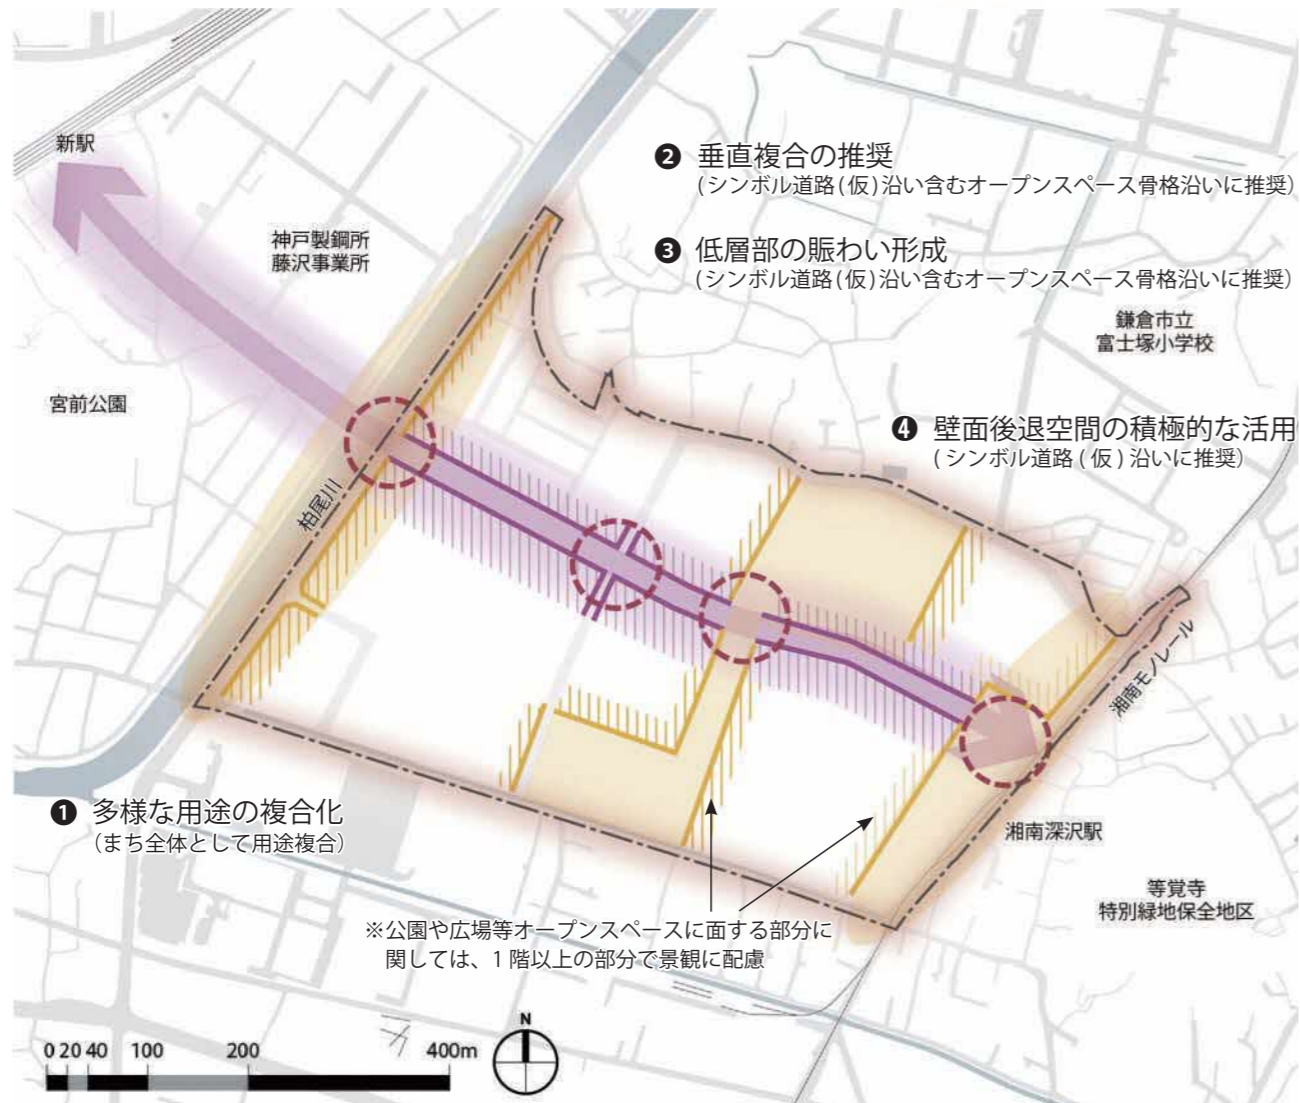 新駅
❷ 垂直複合の推奨
(シンボル道路(仮)沿い含むオープンスペース骨格沿いに推奨)
神戸製鋼所
藤沢事業所
❸ 低層部の賑わい形成
(シンボル道路(仮)沿い含むオープンスペース骨格沿いに推奨)
鎌倉市立
富士塚小学校
宮前公園
❹ 壁面後退空間の積極的な活用
(シンボル道路(仮)沿いに推奨)
柏尾川
湘南モノレール
❶ 多様な用途の複合化
(まち全体として用途複合)
湘南深沢駅
等覚寺
特別緑地保全地区
※公園や広場等オープンスペースに面する部分に
関しては、1階以上の部分で景観に配慮
N
0 20 40 100 200 400m